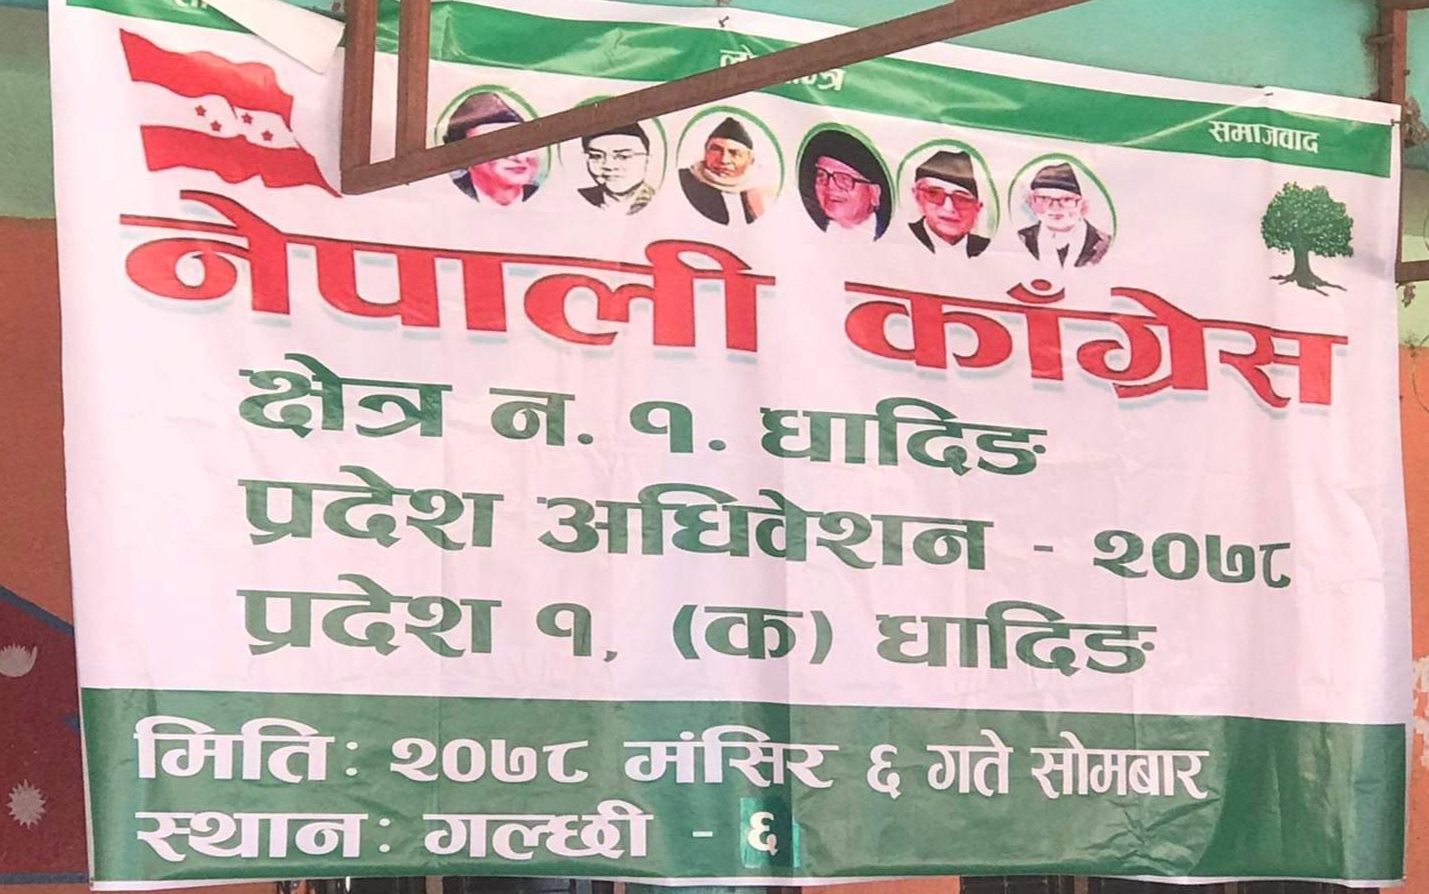 समाजवाद
नेपाली काँग्रेस
क्षेत्र न. १. धादिङ
प्रदेश अधिवेशन - २०७८
प्रदेश १, (क) धादिङ
मिति: २०७८ मंसिर ६ गते सोमबार
स्थान: गल्छी - ६